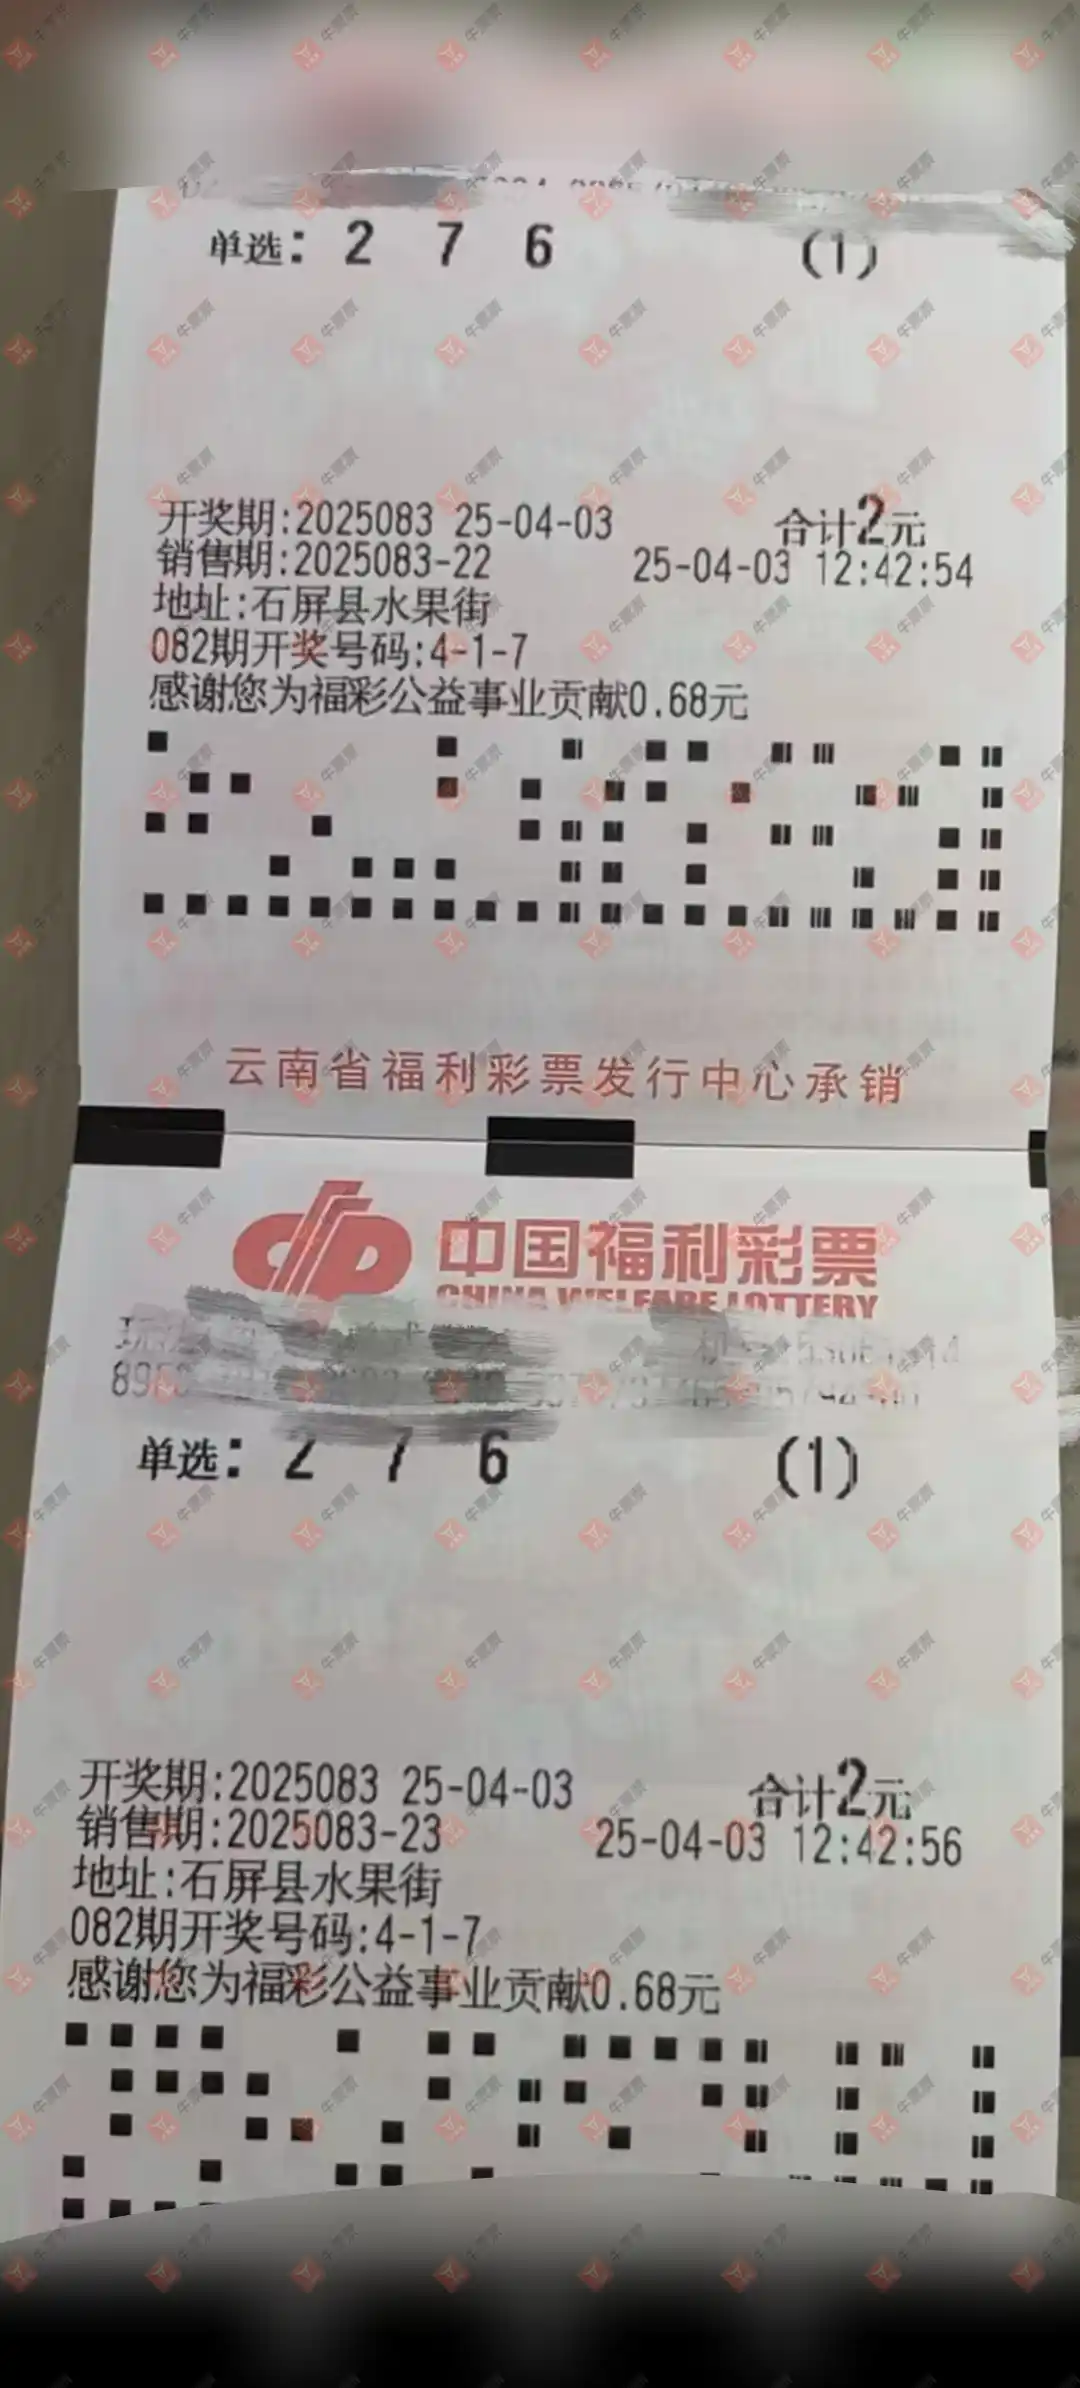 单选: 2 7 6 (1)
开奖期:2025083 25-04-03 合计2元
销售期:2025083-22 25-04-03 12:42:54
地址:石屏县水果街
082期开奖号码:4-1-7
感谢您为福彩公益事业贡献0.68元
云南省福利彩票发行中心承销
中国福利彩票
CHINA WELFARE LOTTERY
单选: 2 7 6 (1)
开奖期:2025083 25-04-03 合计2元
销售期:2025083-23 25-04-03 12:42:56
地址:石屏县水果街
082期开奖号码:4-1-7
感谢您为福彩公益事业贡献0.68元
牛票票